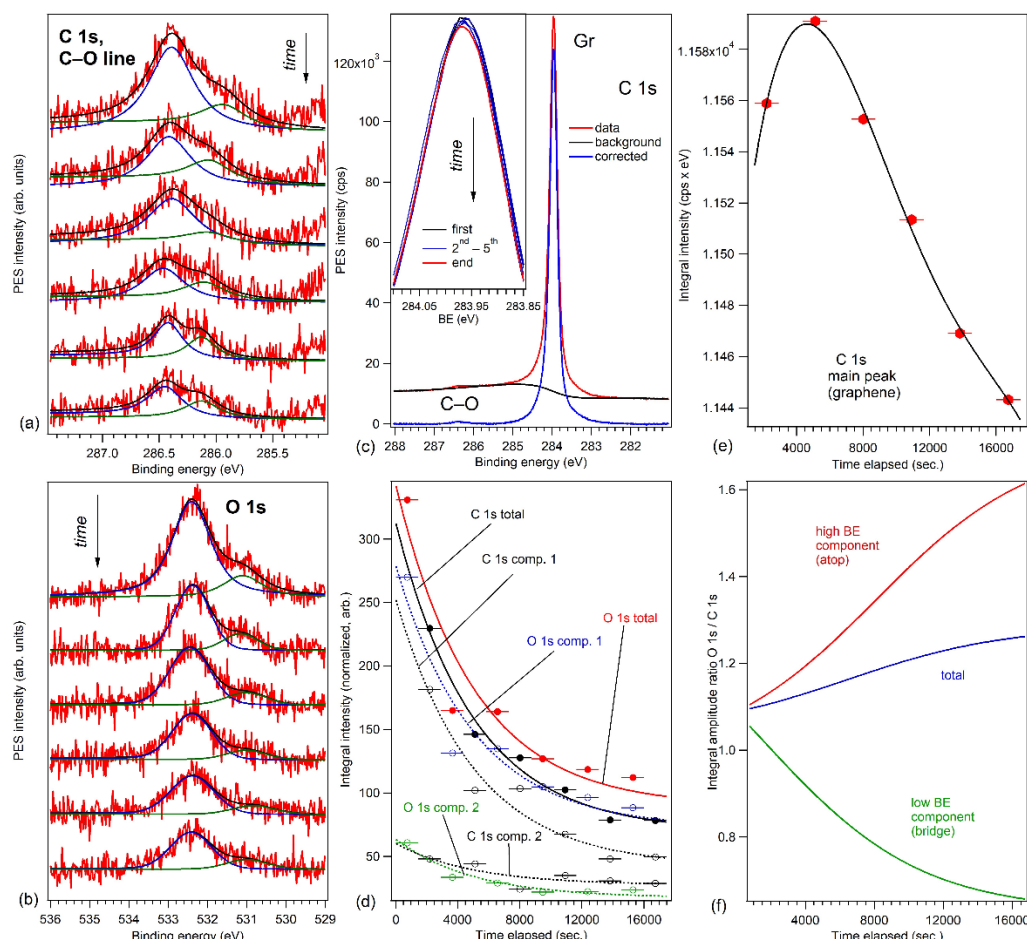 C 1s,
C–O line
time
PES intensity (arb. units)
(a)
287.0
286.5
286.0
285.5
Binding energy (eV)
O 1s
time
PES intensity (arb. units)
(b)
536
535
534
533
532
531
530
529
Binding energy (eV)
Gr
C 1s
120x10³
100
80
60
40
20
0
PES intensity (cps)
data
background
corrected
time
first
2nd – 5th
end
284.05
283.95
283.85
BE (eV)
C–O
(c)
288
287
286
285
284
283
282
Binding energy (eV)
C 1s total
C 1s comp. 1
O 1s total
O 1s comp. 1
O 1s comp. 2
C 1s comp. 2
300
250
200
150
100
50
Integral intensity (normalized, arb.)
(d)
0
4000
8000
12000
16000
Time elapsed (sec.)
1.158x10⁴
1.156
1.154
1.152
1.150
1.148
1.146
1.144
Integral intensity (cps x eV)
C 1s
main peak
(graphene)
(e)
4000
8000
12000
16000
Time elapsed (sec.)
1.6
1.4
1.2
1.0
0.8
Integral amplitude ratio O 1s / C 1s
high BE
component
(atop)
total
low BE
component
(bridge)
(f)
4000
8000
12000
16000
Time elapsed (sec.)